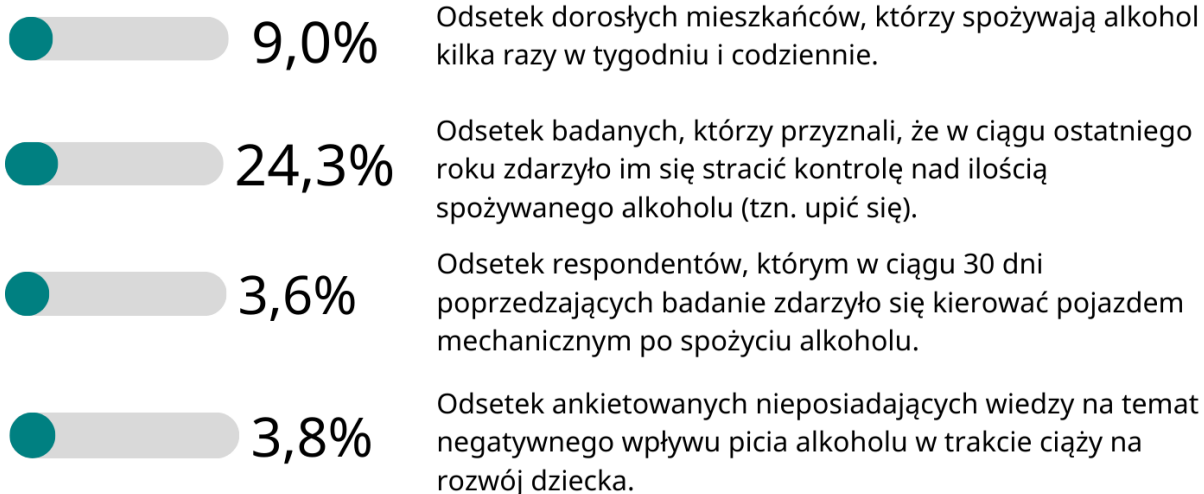 9,0%
Odsetek dorosłych mieszkańców, którzy spożywają alkohol
kilka razy w tygodniu i codziennie.
24,3%
Odsetek badanych, którzy przyznali, że w ciągu ostatniego
roku zdarzyło im się stracić kontrolę nad ilością
spożywanego alkoholu (tzn. upić się).
3,6%
Odsetek respondentów, którym w ciągu 30 dni
poprzedzających badanie zdarzyło się kierować pojazdem
mechanicznym po spożyciu alkoholu.
3,8%
Odsetek ankietowanych nieposiadających wiedzy na temat
negatywnego wpływu picia alkoholu w trakcie ciąży na
rozwój dziecka.